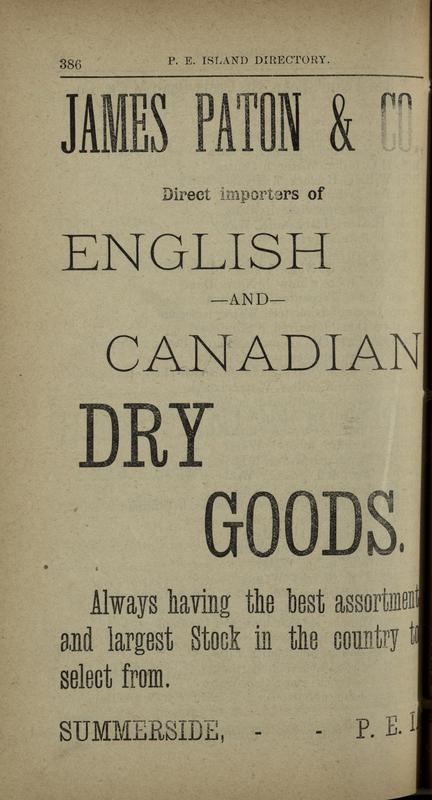 386 P. E. ISLAND DIRECTORY.
JAMES PATON & CO.,
Direct importers of
ENGLISH
—AND—
CANADIAN
DRY
GOODS.
Always having the best assortment
and largest Stock in the country to
select from.
SUMMERSIDE, - - P. E. I.